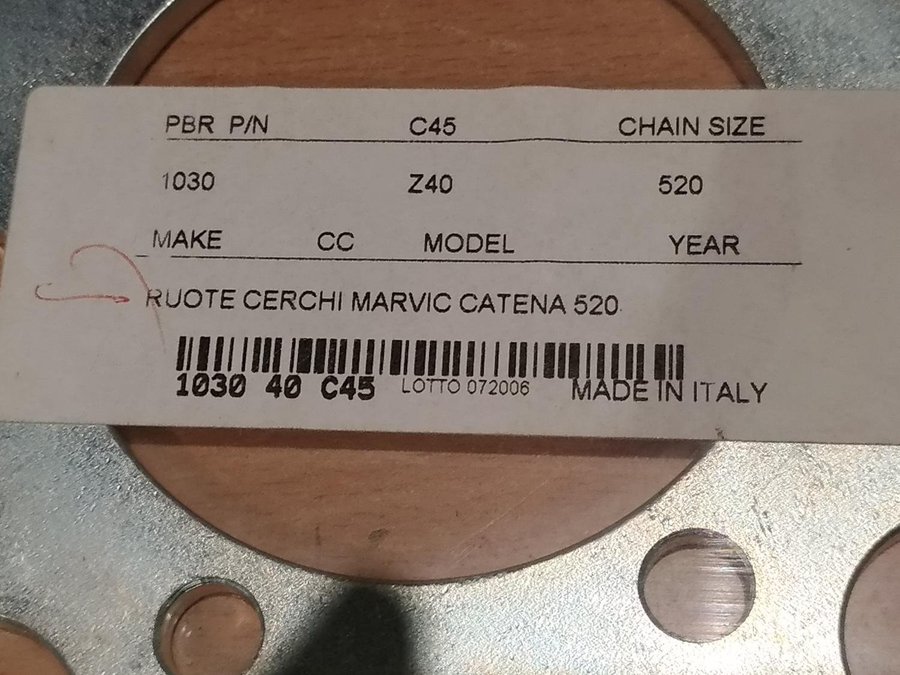 PBR P/N C45 CHAIN SIZE
1030 Z40 520
MAKE CC MODEL YEAR
RUOTE CERCHI MARVIC CATENA 520
1030 40 C45 LOTTO 072006 MADE IN ITALY